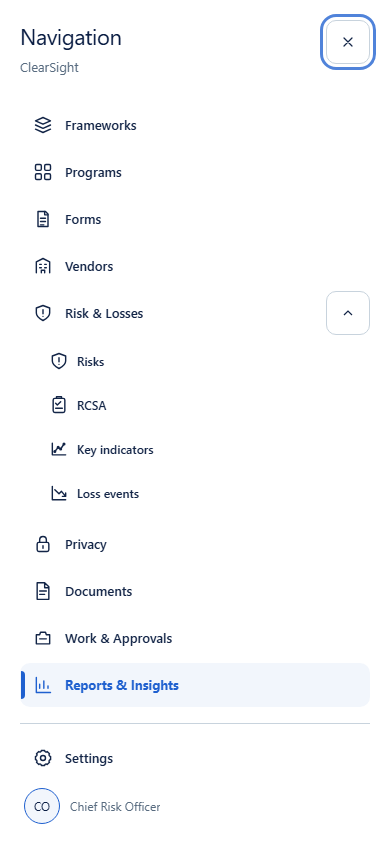 Navigation
ClearSight
Frameworks
Programs
Forms
Vendors
Risk & Losses
Risks
RCSA
Key indicators
Loss events
Privacy
Documents
Work & Approvals
Reports & Insights
Settings
CO Chief Risk Officer